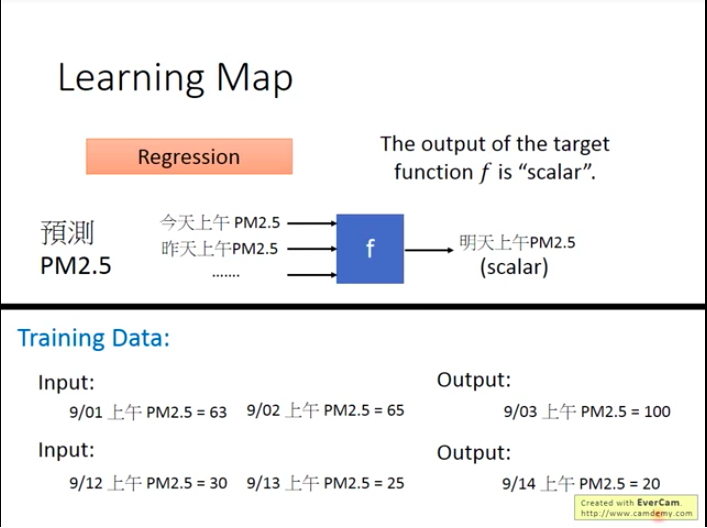 Learning Map
Regression
The output of the target
function f is “scalar”.
預測
PM2.5
今天上午 PM2.5
昨天上午PM2.5
.......
f
明天上午PM2.5
(scalar)
Training Data:
Input:
9/01 上午 PM2.5 = 63 9/02 上午 PM2.5 = 65
Output:
9/03 上午 PM2.5 = 100
Input:
9/12 上午 PM2.5 = 30 9/13 上午 PM2.5 = 25
Output:
9/14 上午 PM2.5 = 20
Created with EverCam.
http://www.camdemy.com